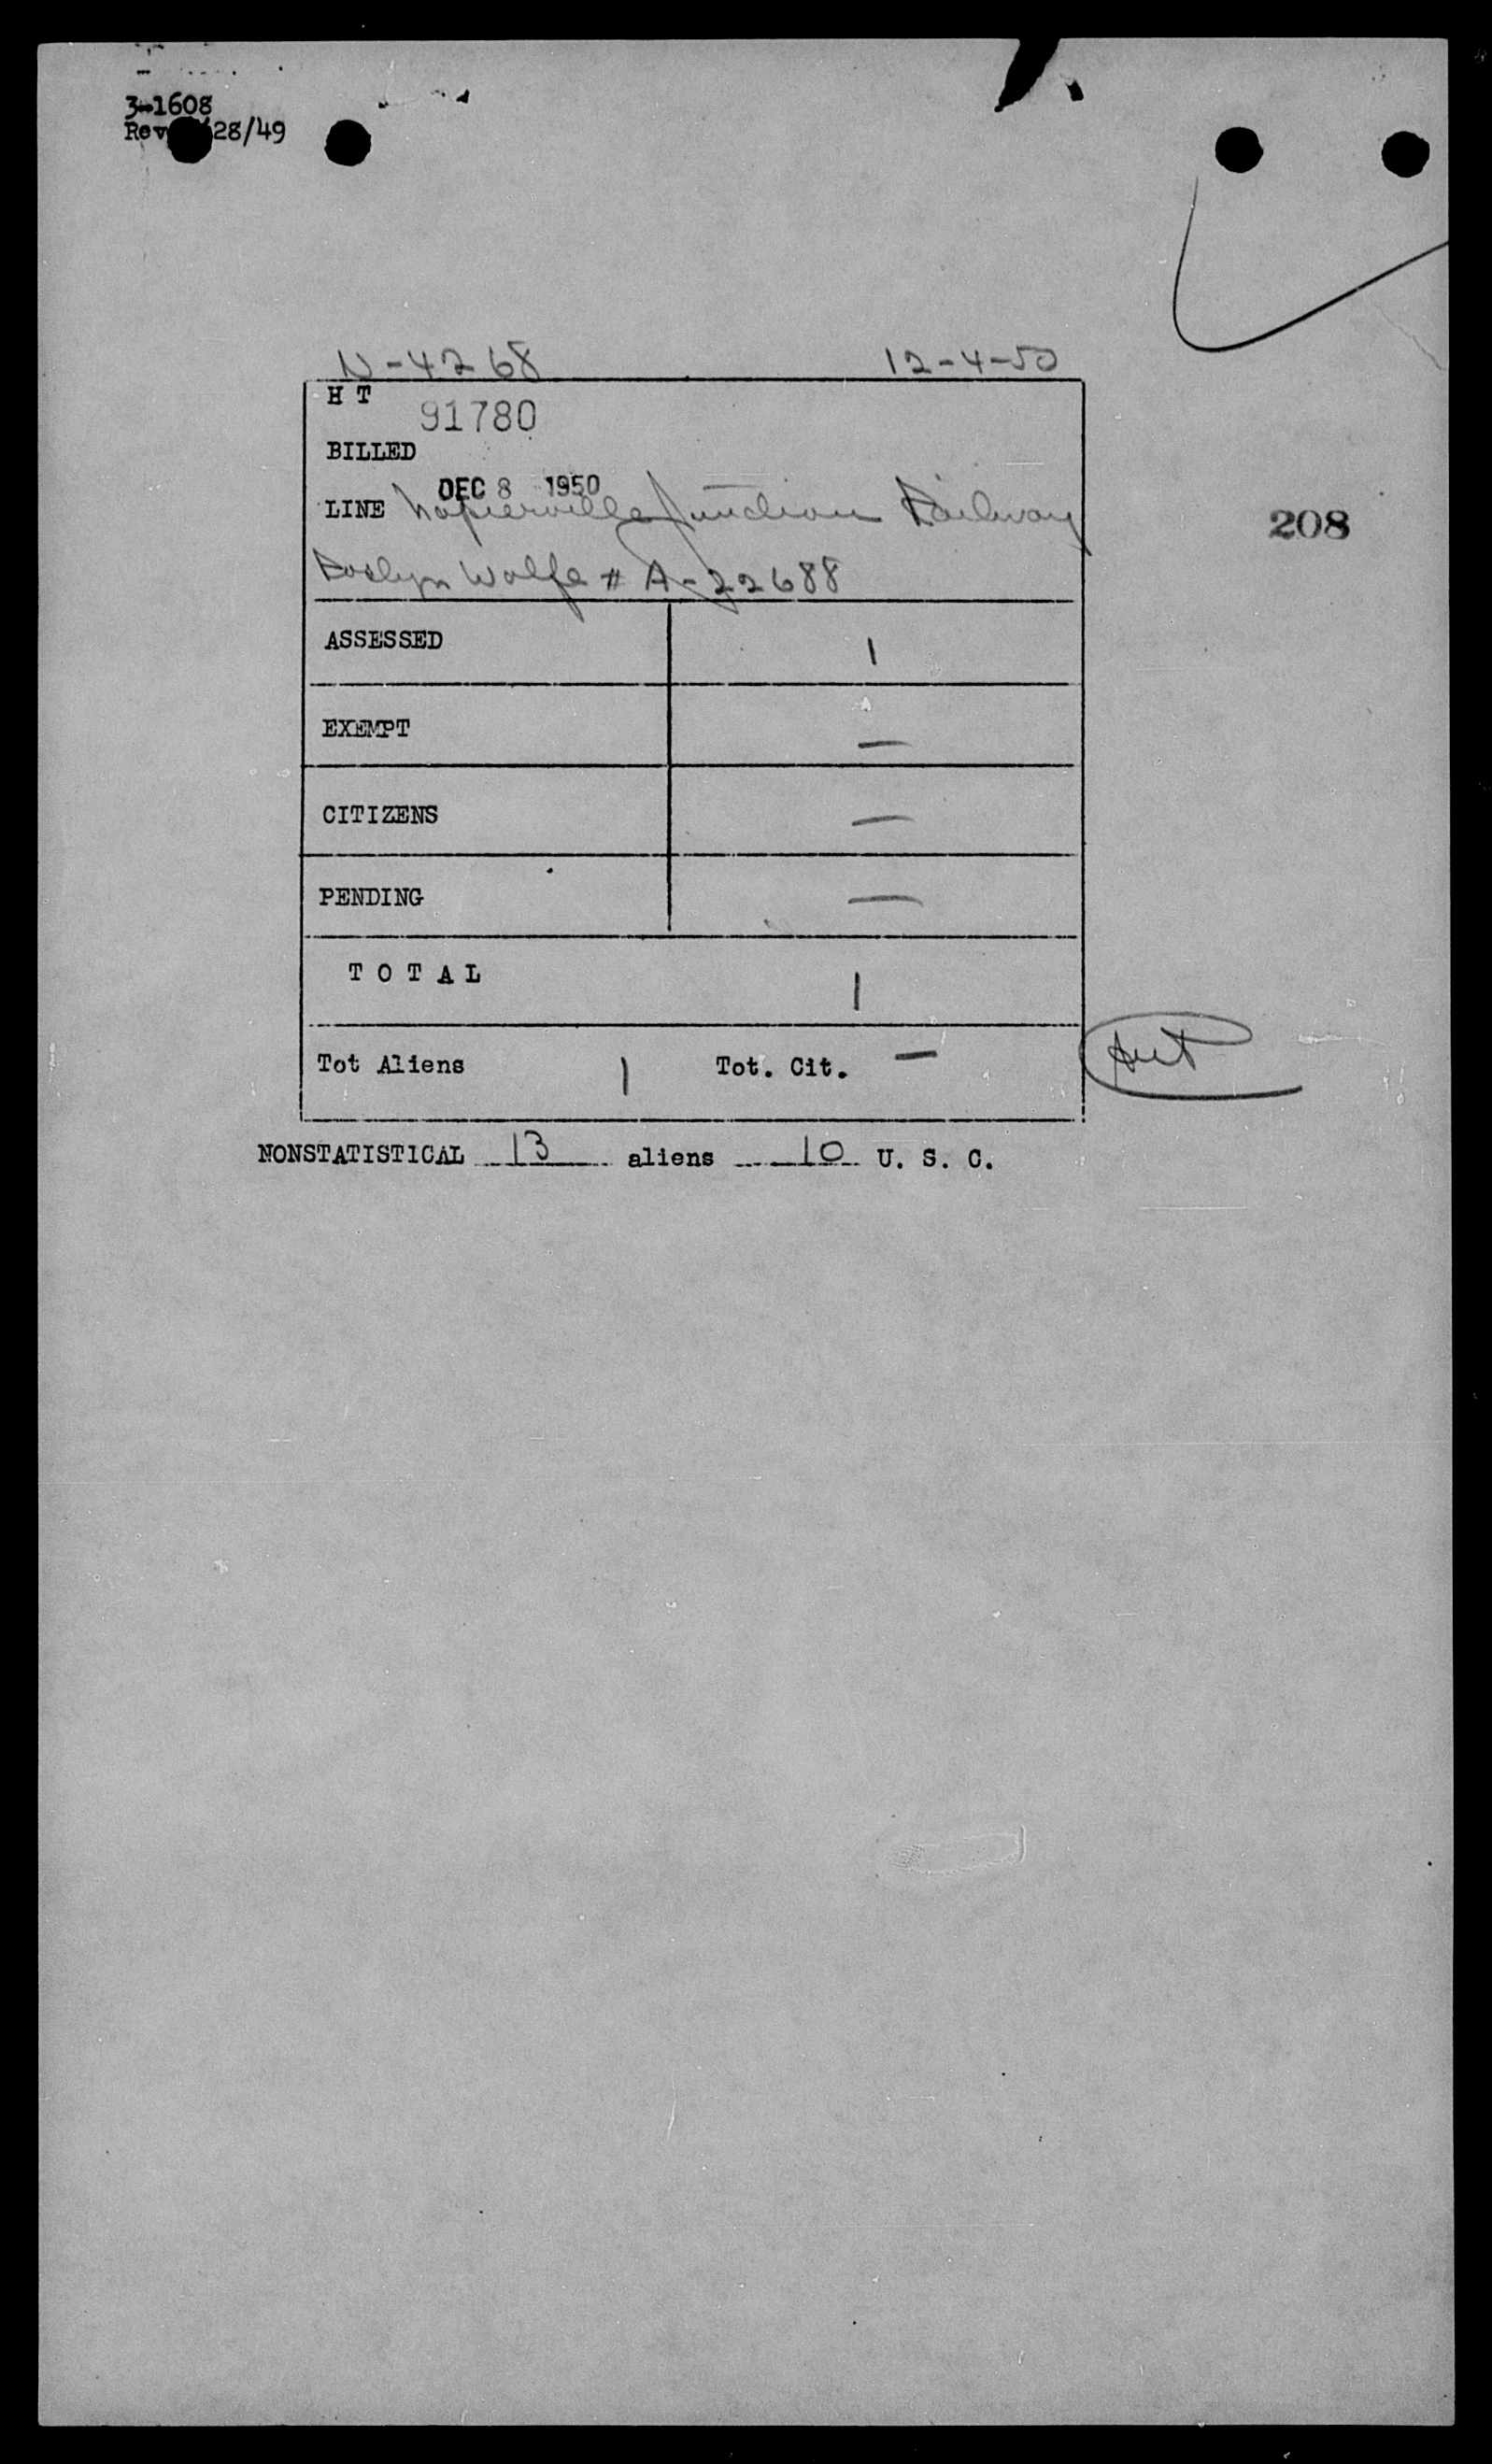 3-1608
Rev 28/49
N-4268 12-4-50
H T 91780
BILLED
DEC 8 1950
LINE Napierville Junction Railway
208
Roslyn Wolfe # A-22688
ASSESSED 1
EXEMPT —
CITIZENS —
PENDING —
T O T A L 1
Tot Aliens 1 Tot. Cit. —
NONSTATISTICAL 13 aliens 10 U. S. C.